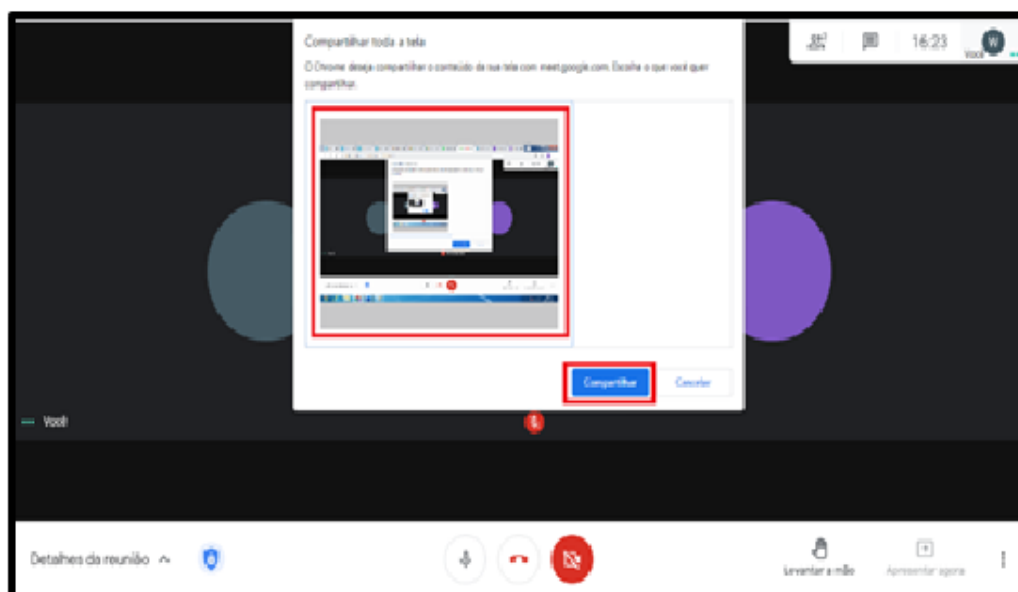 Compartilhar toda a tela
O Chrome deseja compartilhar o conteúdo da sua tela com meet.google.com. Escolha o que você quer
compartilhar.
16:23
W
Você
Compartilhar
Cancelar
Você
Detalhes da reunião
Levantar a mão
Apresentar agora